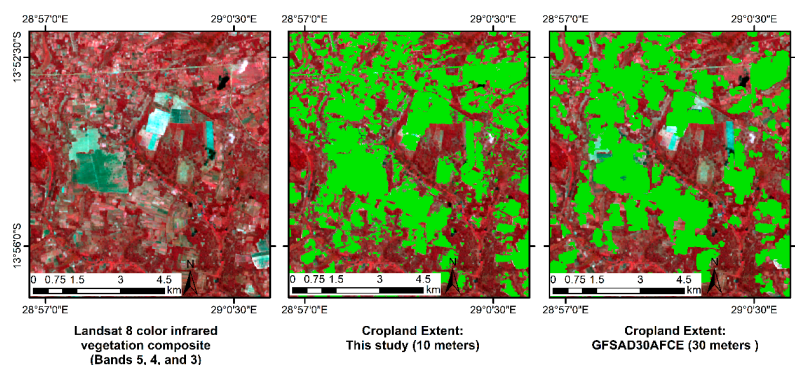 28°57'0"E 29°0'30"E 28°57'0"E 29°0'30"E 28°57'0"E 29°0'30"E
13°52'30"S
13°56'0"S
N N N
0 0.75 1.5 3 4.5 0 0.75 1.5 3 4.5 0 0.75 1.5 3 4.5
km km km
28°57'0"E 29°0'30"E 28°57'0"E 29°0'30"E 28°57'0"E 29°0'30"E
Landsat 8 color infrared
vegetation composite
(Bands 5, 4, and 3)
Cropland Extent:
This study (10 meters)
Cropland Extent:
GFSAD30AFCE (30 meters )